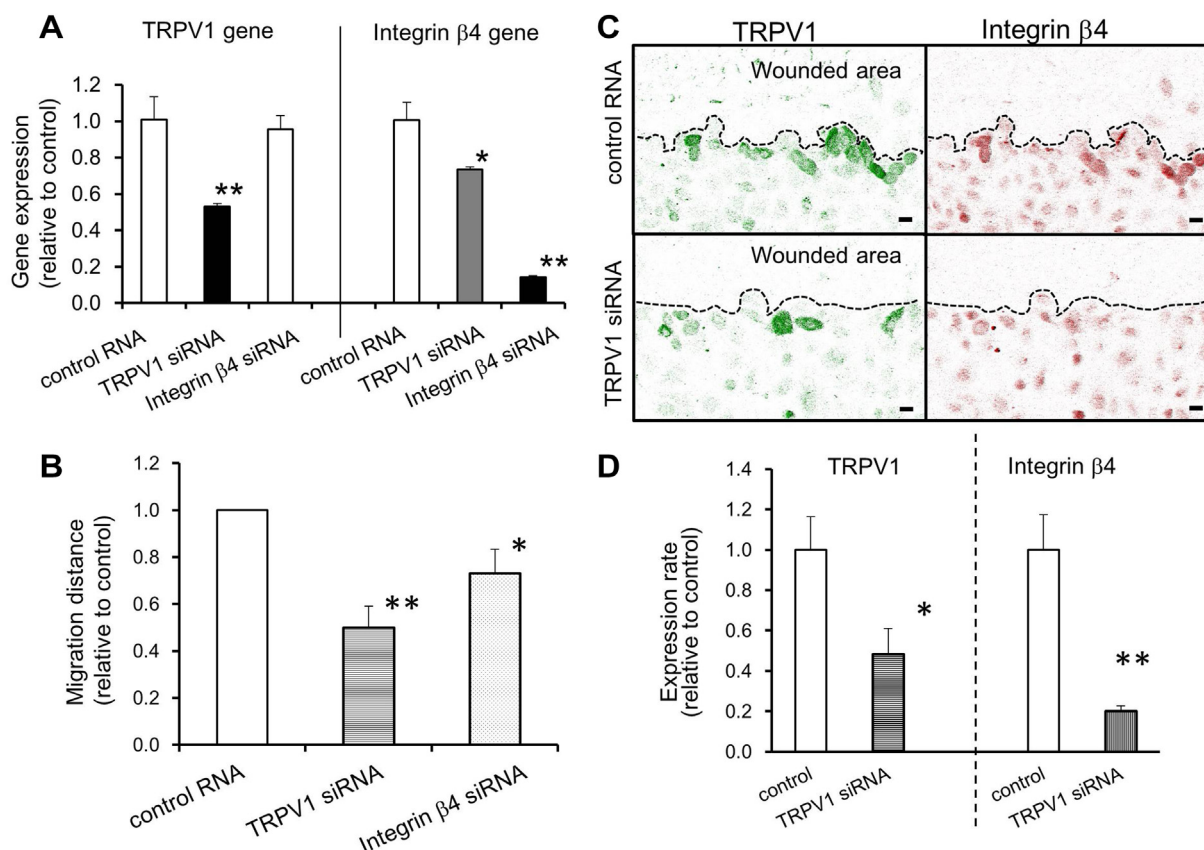 A
TRPV1 gene
Integrin β4 gene
Gene expression
(relative to control)
1.2
1.0
0.8
0.6
0.4
0.2
0.0
**
*
**
control RNA
TRPV1 siRNA
Integrin β4 siRNA
control RNA
TRPV1 siRNA
Integrin β4 siRNA
B
Migration distance
(relative to control)
1.2
1.0
0.8
0.6
0.4
0.2
0.0
**
*
control RNA
TRPV1 siRNA
Integrin β4 siRNA
C
TRPV1
Integrin β4
control RNA
Wounded area
TRPV1 siRNA
Wounded area
D
TRPV1
Integrin β4
Expression rate
(relative to control)
1.4
1.2
1.0
0.8
0.6
0.4
0.2
0.0
*
**
control
TRPV1 siRNA
control
TRPV1 siRNA